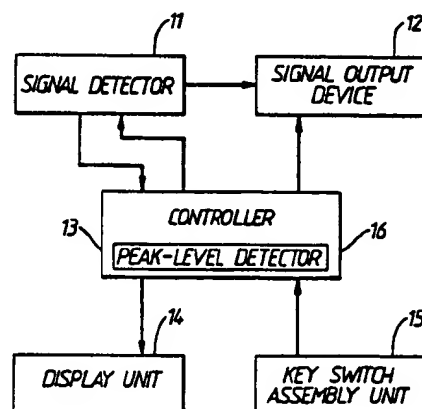 11
SIGNAL DETECTOR
12
SIGNAL OUTPUT
DEVICE
13
CONTROLLER
PEAK-LEVEL DETECTOR
16
14
DISPLAY UNIT
15
KEY SWITCH
ASSEMBLY UNIT